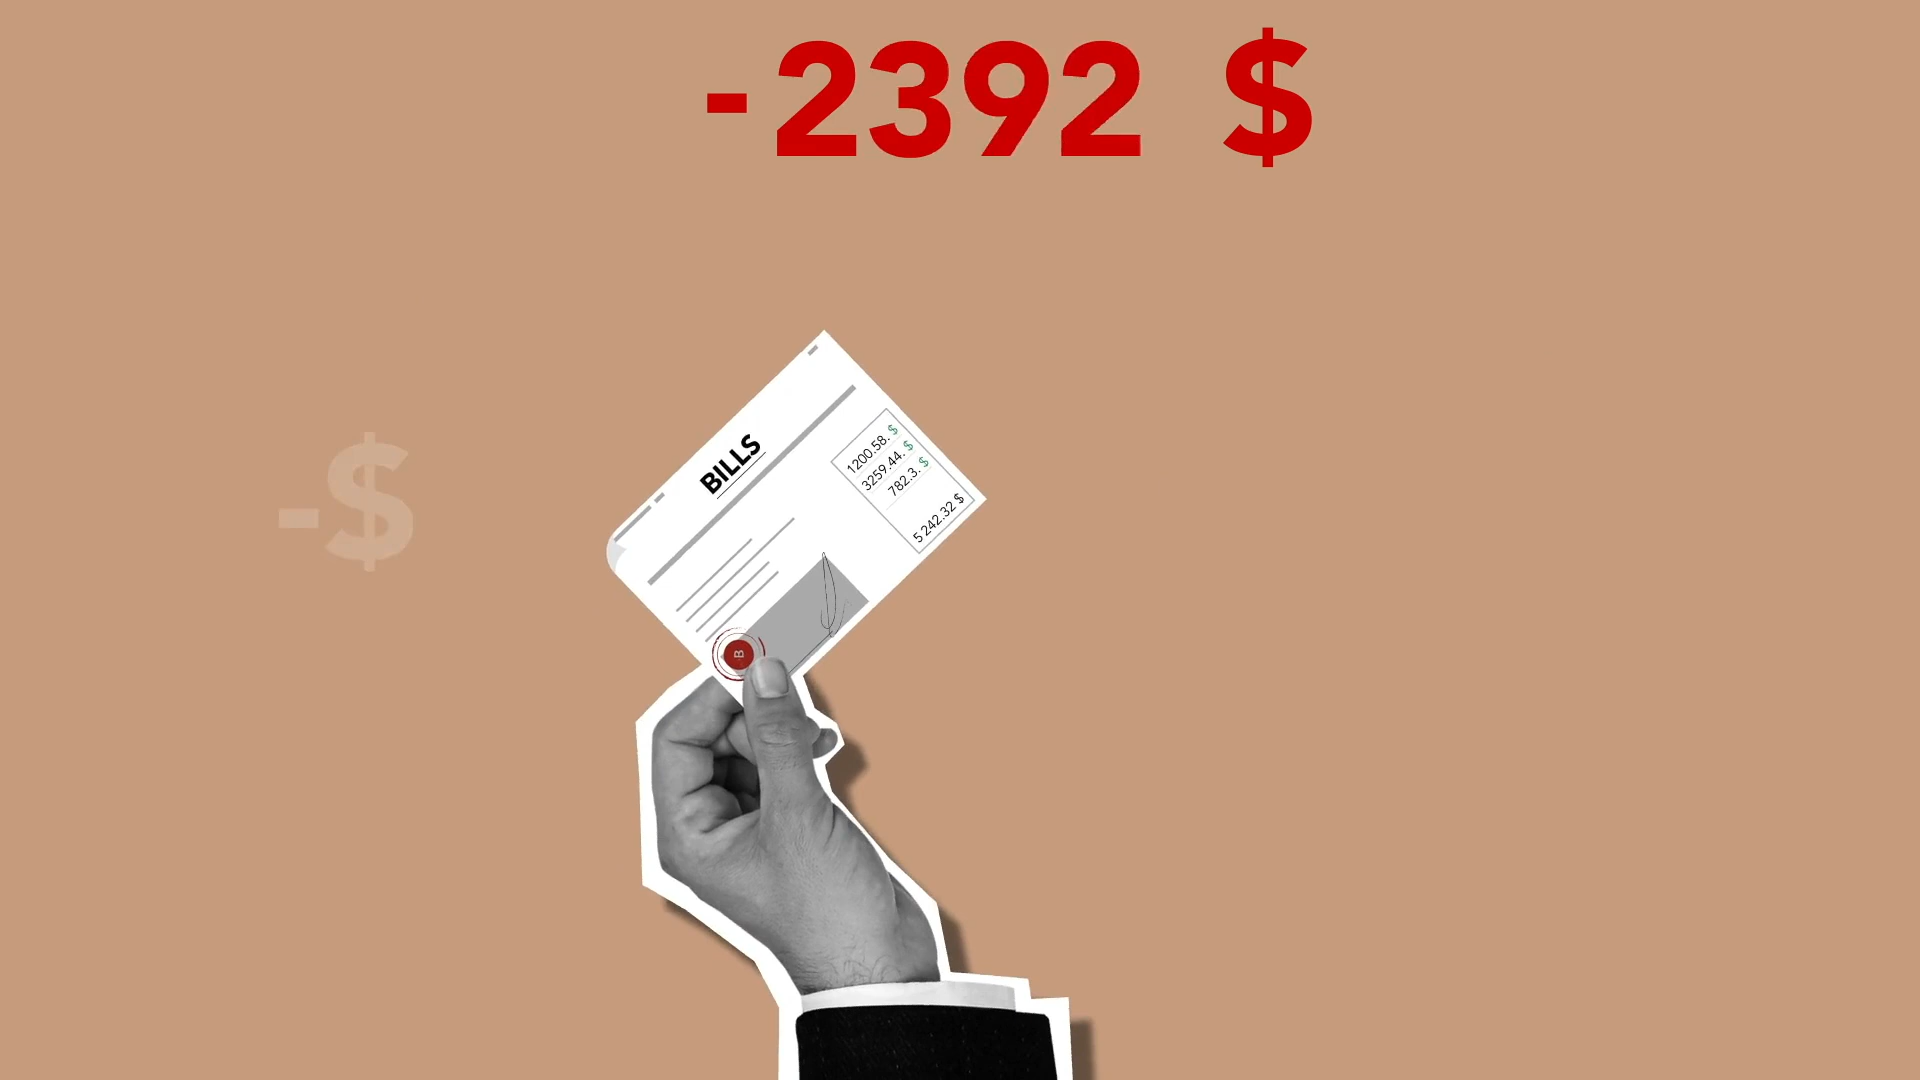 -2392 $
-$
BILLS
1200.58. $
3259.44. $
782.3. $
5 242.32 $
B